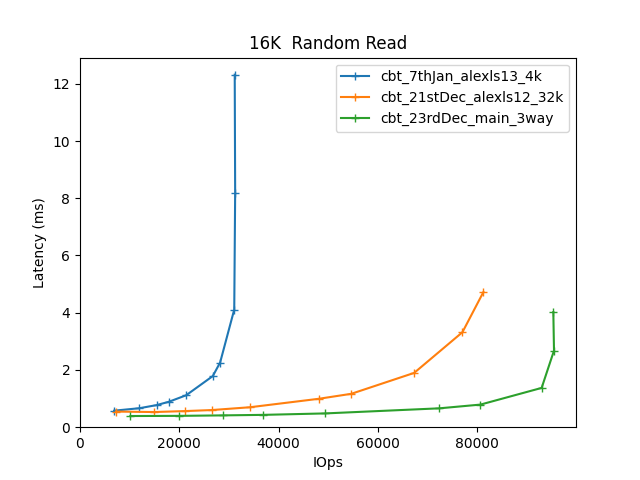 16K  Random Read
cbt_7thJan_alexls13_4k
cbt_21stDec_alexls12_32k
cbt_23rdDec_main_3way
Latency (ms)
12
10
8
6
4
2
0
0
20000
40000
60000
80000
IOps